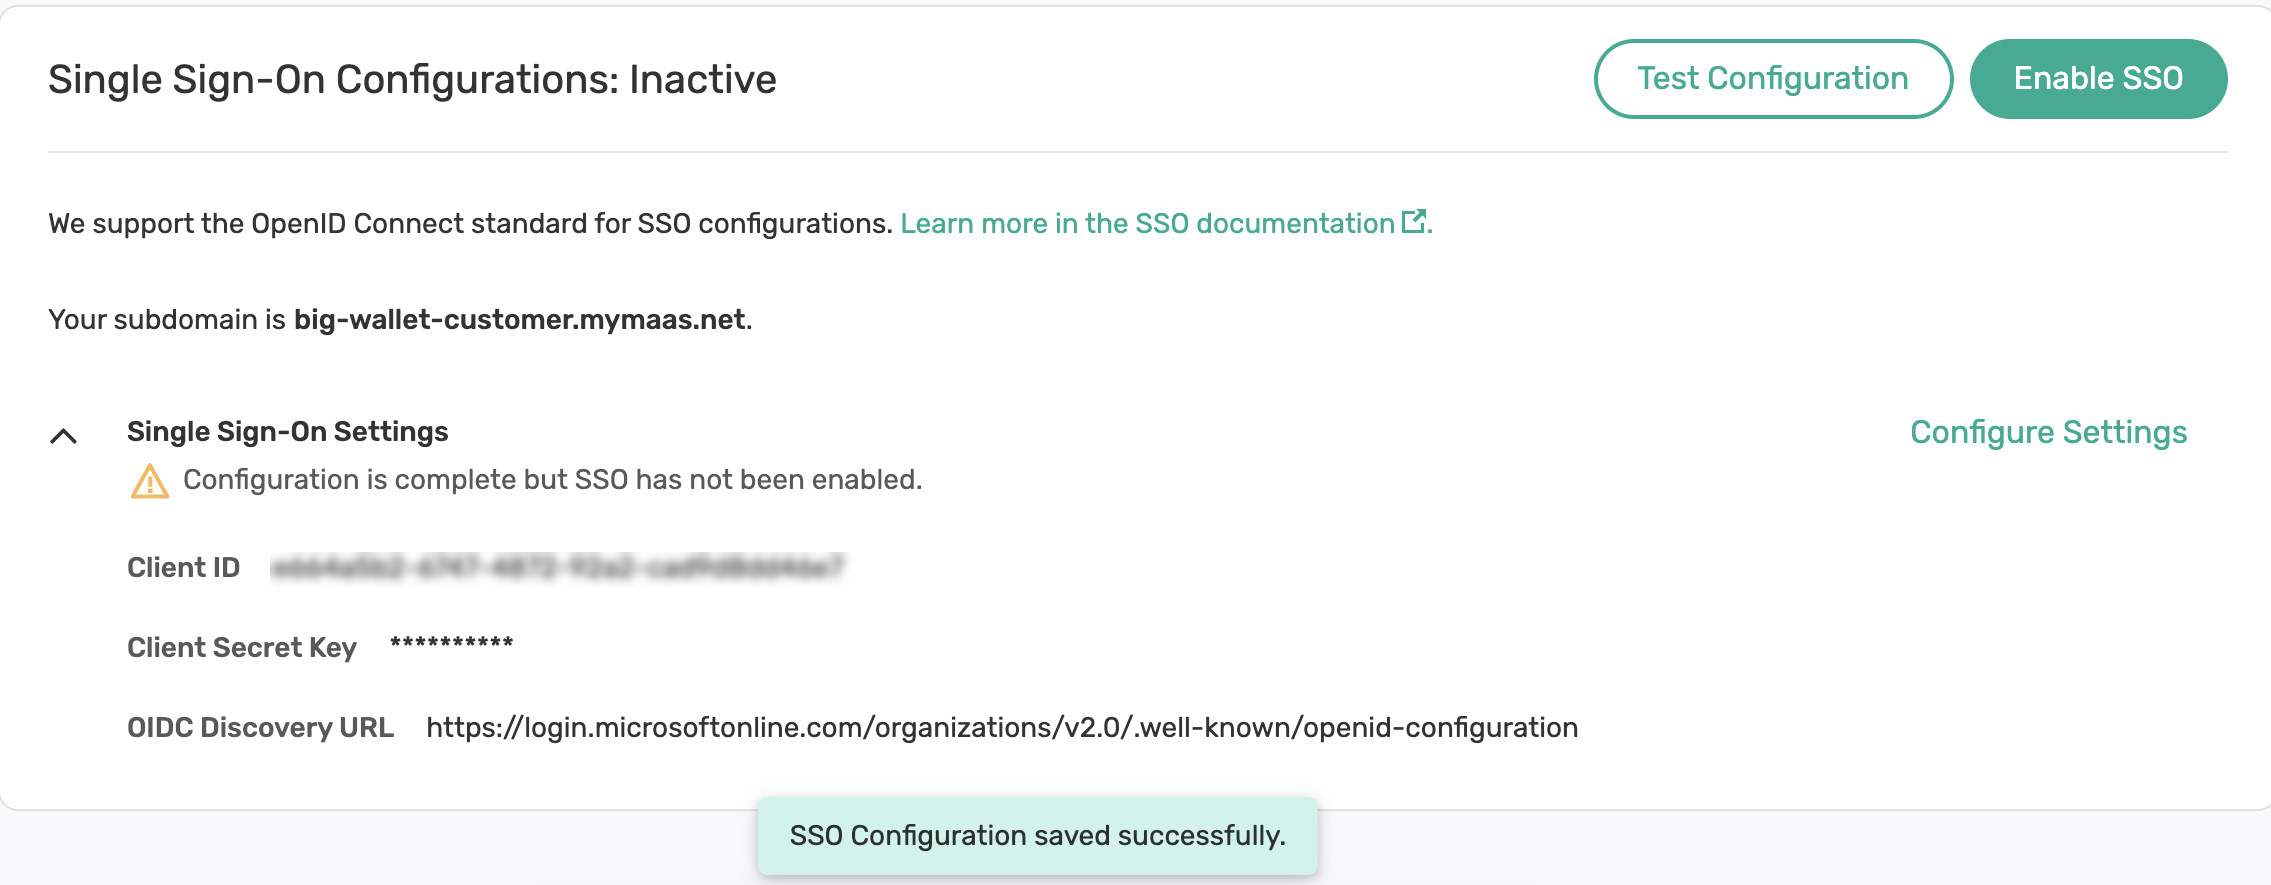 Single Sign-On Configurations: Inactive
Test Configuration
Enable SSO
We support the OpenID Connect standard for SSO configurations. Learn more in the SSO documentation.
Your subdomain is big-wallet-customer.mymaas.net.
Single Sign-On Settings
Configure Settings
Configuration is complete but SSO has not been enabled.
Client ID
Client Secret Key **********
OIDC Discovery URL https://login.microsoftonline.com/organizations/v2.0/.well-known/openid-configuration
SSO Configuration saved successfully.